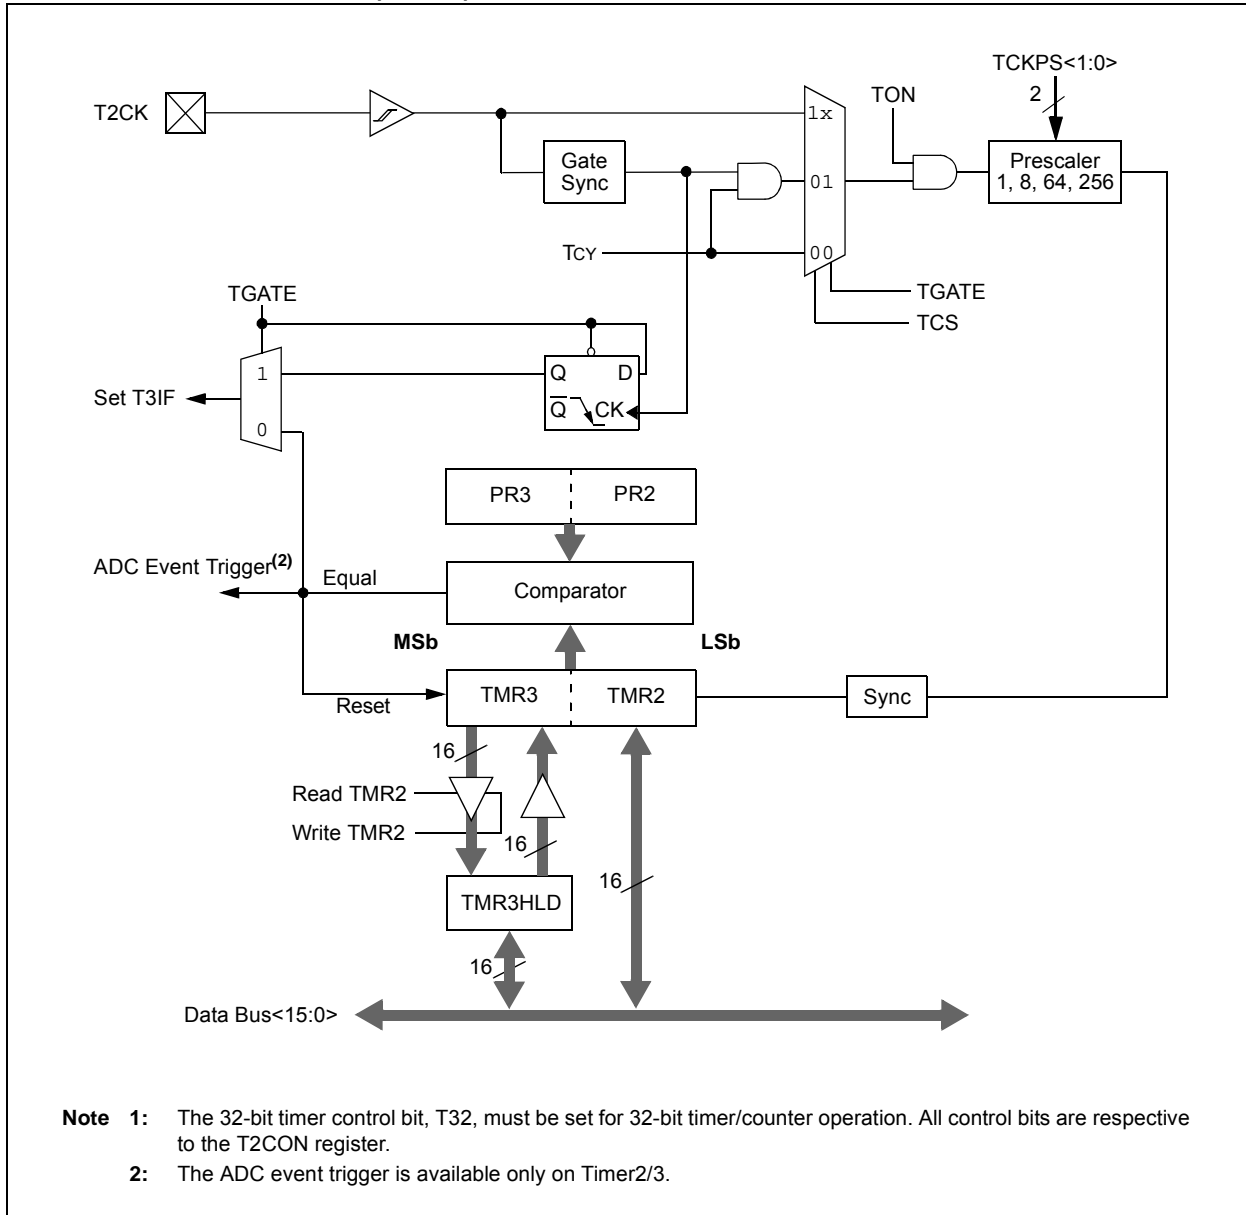 TCKPS<1:0>
2
T2CK
TON
1x
Gate
Sync
Prescaler
1, 8, 64, 256
01
TCY
00
TGATE
TCS
TGATE
1
Q D
Set T3IF
Q CK
0
PR3 PR2
ADC Event Trigger(2)
Equal
Comparator
MSb LSb
TMR3 TMR2
Sync
Reset
16
Read TMR2
Write TMR2
16
16
TMR3HLD
16
Data Bus<15:0>
Note 1: The 32-bit timer control bit, T32, must be set for 32-bit timer/counter operation. All control bits are respective
to the T2CON register.
2: The ADC event trigger is available only on Timer2/3.